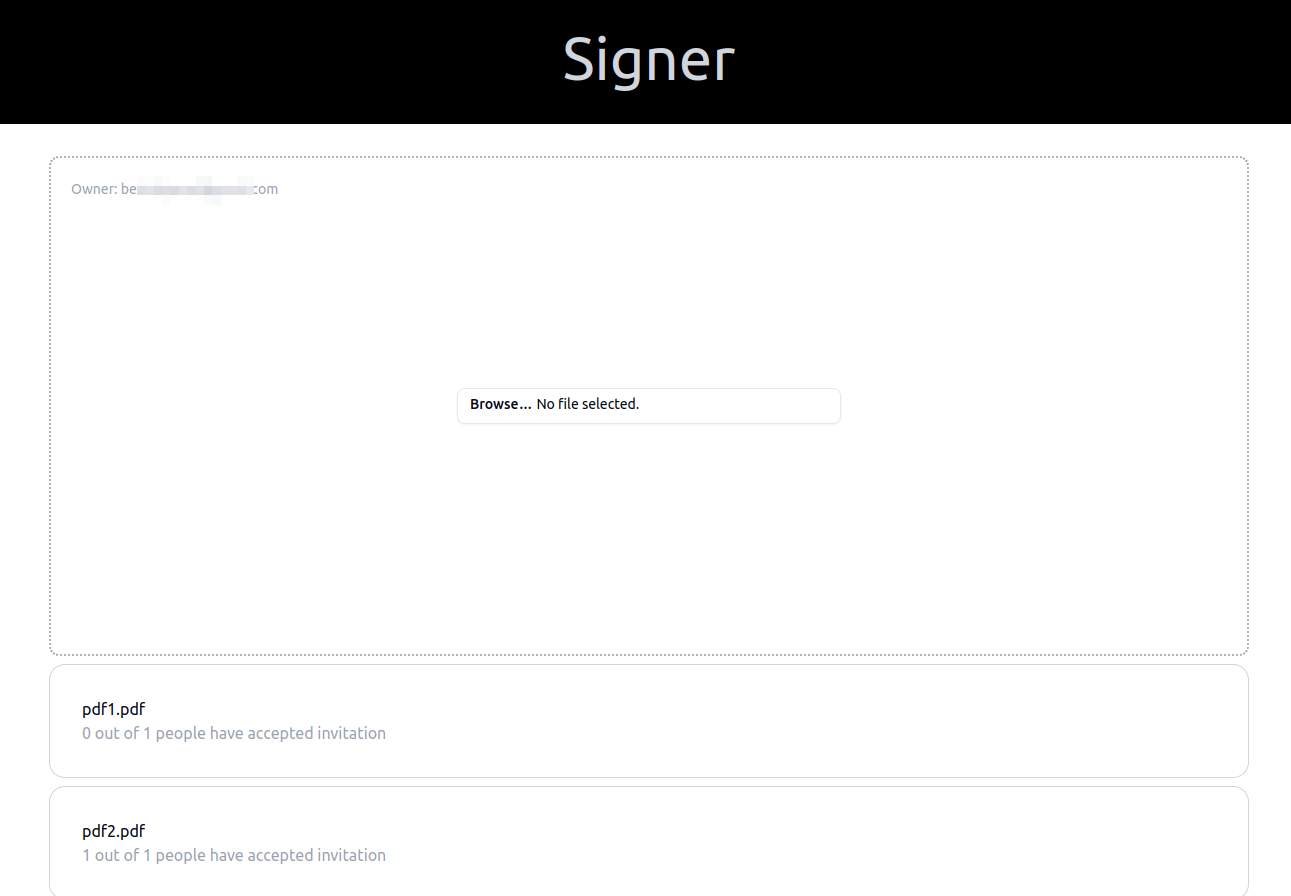 Signer
Owner: be com
Browse... No file selected.
pdf1.pdf
0 out of 1 people have accepted invitation
pdf2.pdf
1 out of 1 people have accepted invitation